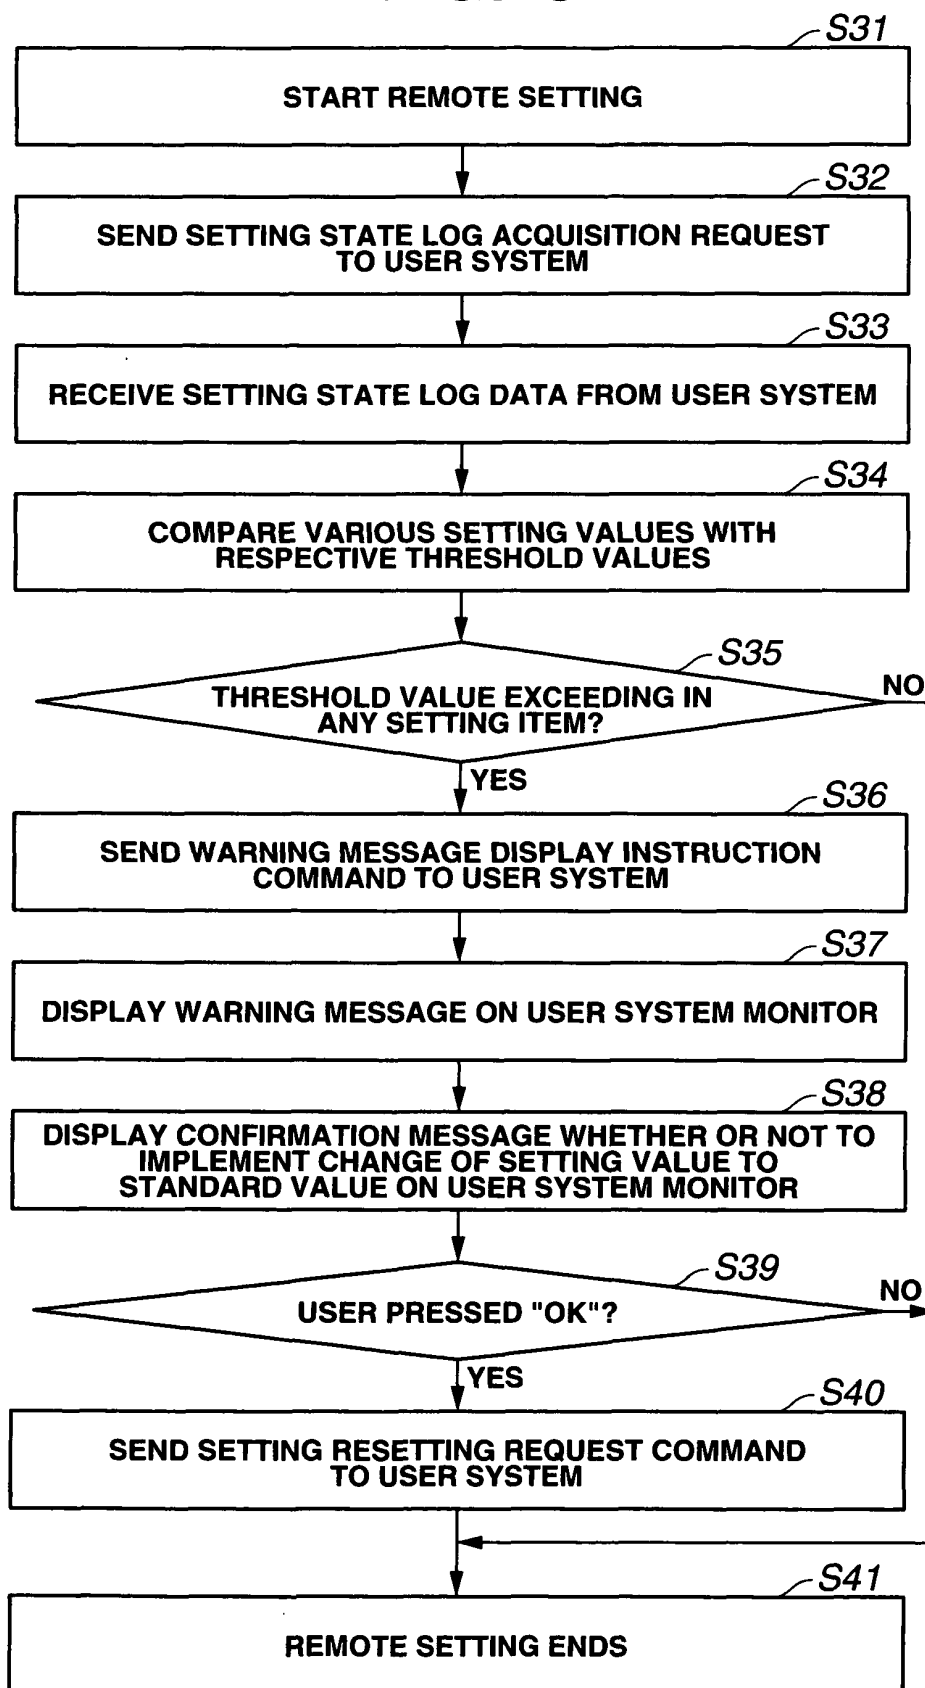 S31
START REMOTE SETTING
S32
SEND SETTING STATE LOG ACQUISITION REQUEST
TO USER SYSTEM
S33
RECEIVE SETTING STATE LOG DATA FROM USER SYSTEM
S34
COMPARE VARIOUS SETTING VALUES WITH
RESPECTIVE THRESHOLD VALUES
S35
THRESHOLD VALUE EXCEEDING IN
ANY SETTING ITEM?
NO
YES
S36
SEND WARNING MESSAGE DISPLAY INSTRUCTION
COMMAND TO USER SYSTEM
S37
DISPLAY WARNING MESSAGE ON USER SYSTEM MONITOR
S38
DISPLAY CONFIRMATION MESSAGE WHETHER OR NOT TO
IMPLEMENT CHANGE OF SETTING VALUE TO
STANDARD VALUE ON USER SYSTEM MONITOR
S39
USER PRESSED "OK"?
NO
YES
S40
SEND SETTING RESETTING REQUEST COMMAND
TO USER SYSTEM
S41
REMOTE SETTING ENDS